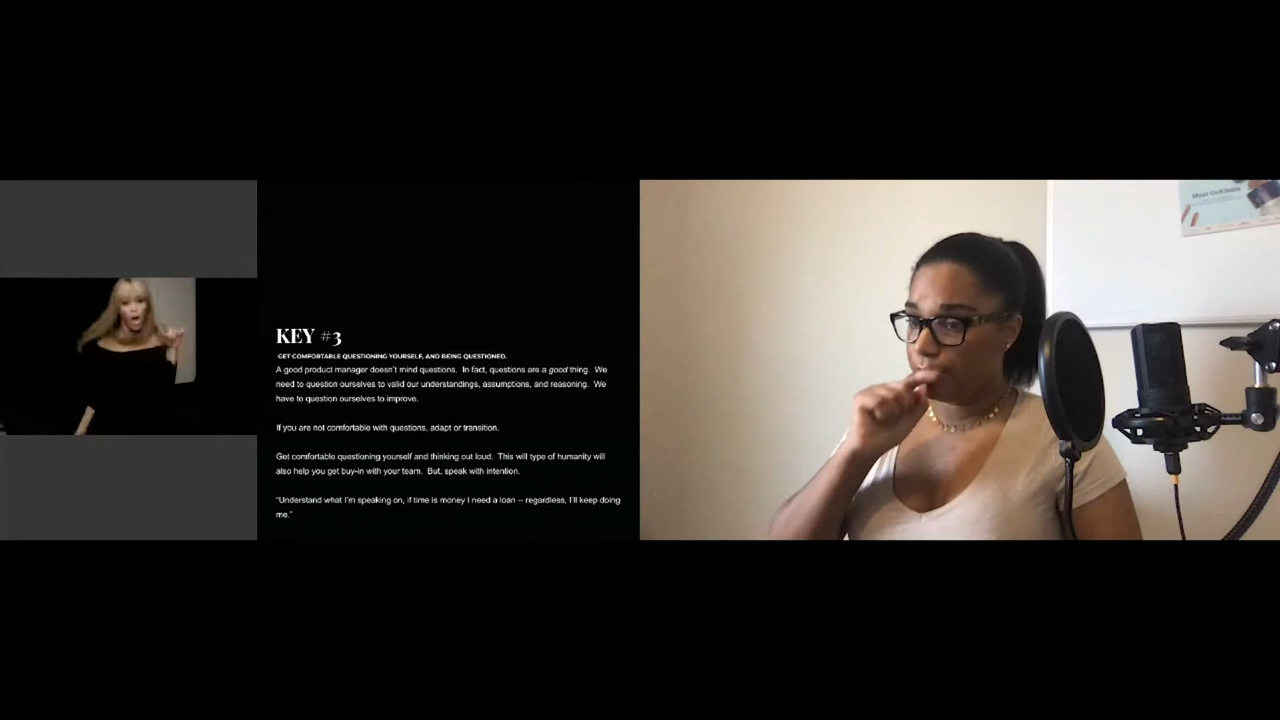 KEY #3
GET COMFORTABLE QUESTIONING YOURSELF, AND BEING QUESTIONED.
A good product manager doesn't mind questions. In fact, questions are a good thing. We
need to question ourselves to valid our understandings, assumptions, and reasoning. We
have to question ourselves to improve.
If you are not comfortable with questions, adapt or transition.
Get comfortable questioning yourself and thinking out loud. This will type of humanity will
also help you get buy-in with your team. But, speak with intention.
"Understand what I'm speaking on, if time is money I need a loan -- regardless, I'll keep doing
me."
Meet UnKibble